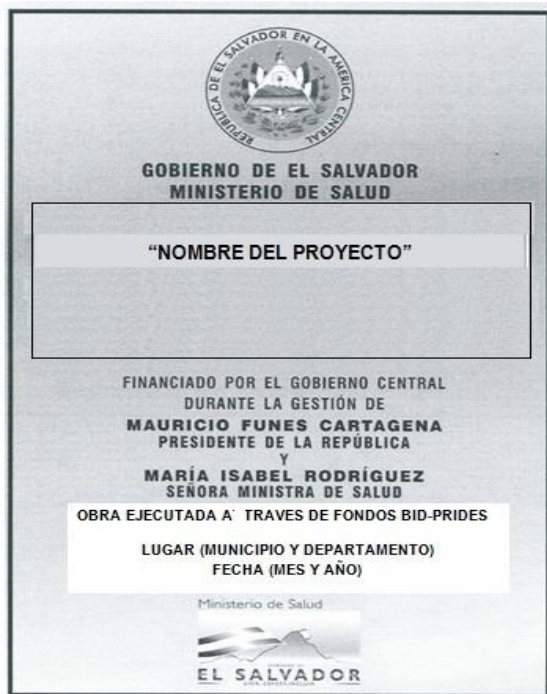 REPUBLICA DE EL SALVADOR EN LA AMERICA CENTRAL
GOBIERNO DE EL SALVADOR
MINISTERIO DE SALUD
“NOMBRE DEL PROYECTO”
FINANCIADO POR EL GOBIERNO CENTRAL
DURANTE LA GESTIÓN DE
MAURICIO FUNES CARTAGENA
PRESIDENTE DE LA REPÚBLICA
Y
MARÍA ISABEL RODRÍGUEZ
SEÑORA MINISTRA DE SALUD
OBRA EJECUTADA A´ TRAVES DE FONDOS BID-PRIDES
LUGAR (MUNICIPIO Y DEPARTAMENTO)
FECHA (MES Y AÑO)
Ministerio de Salud
GOBIERNO DE
EL SALVADOR